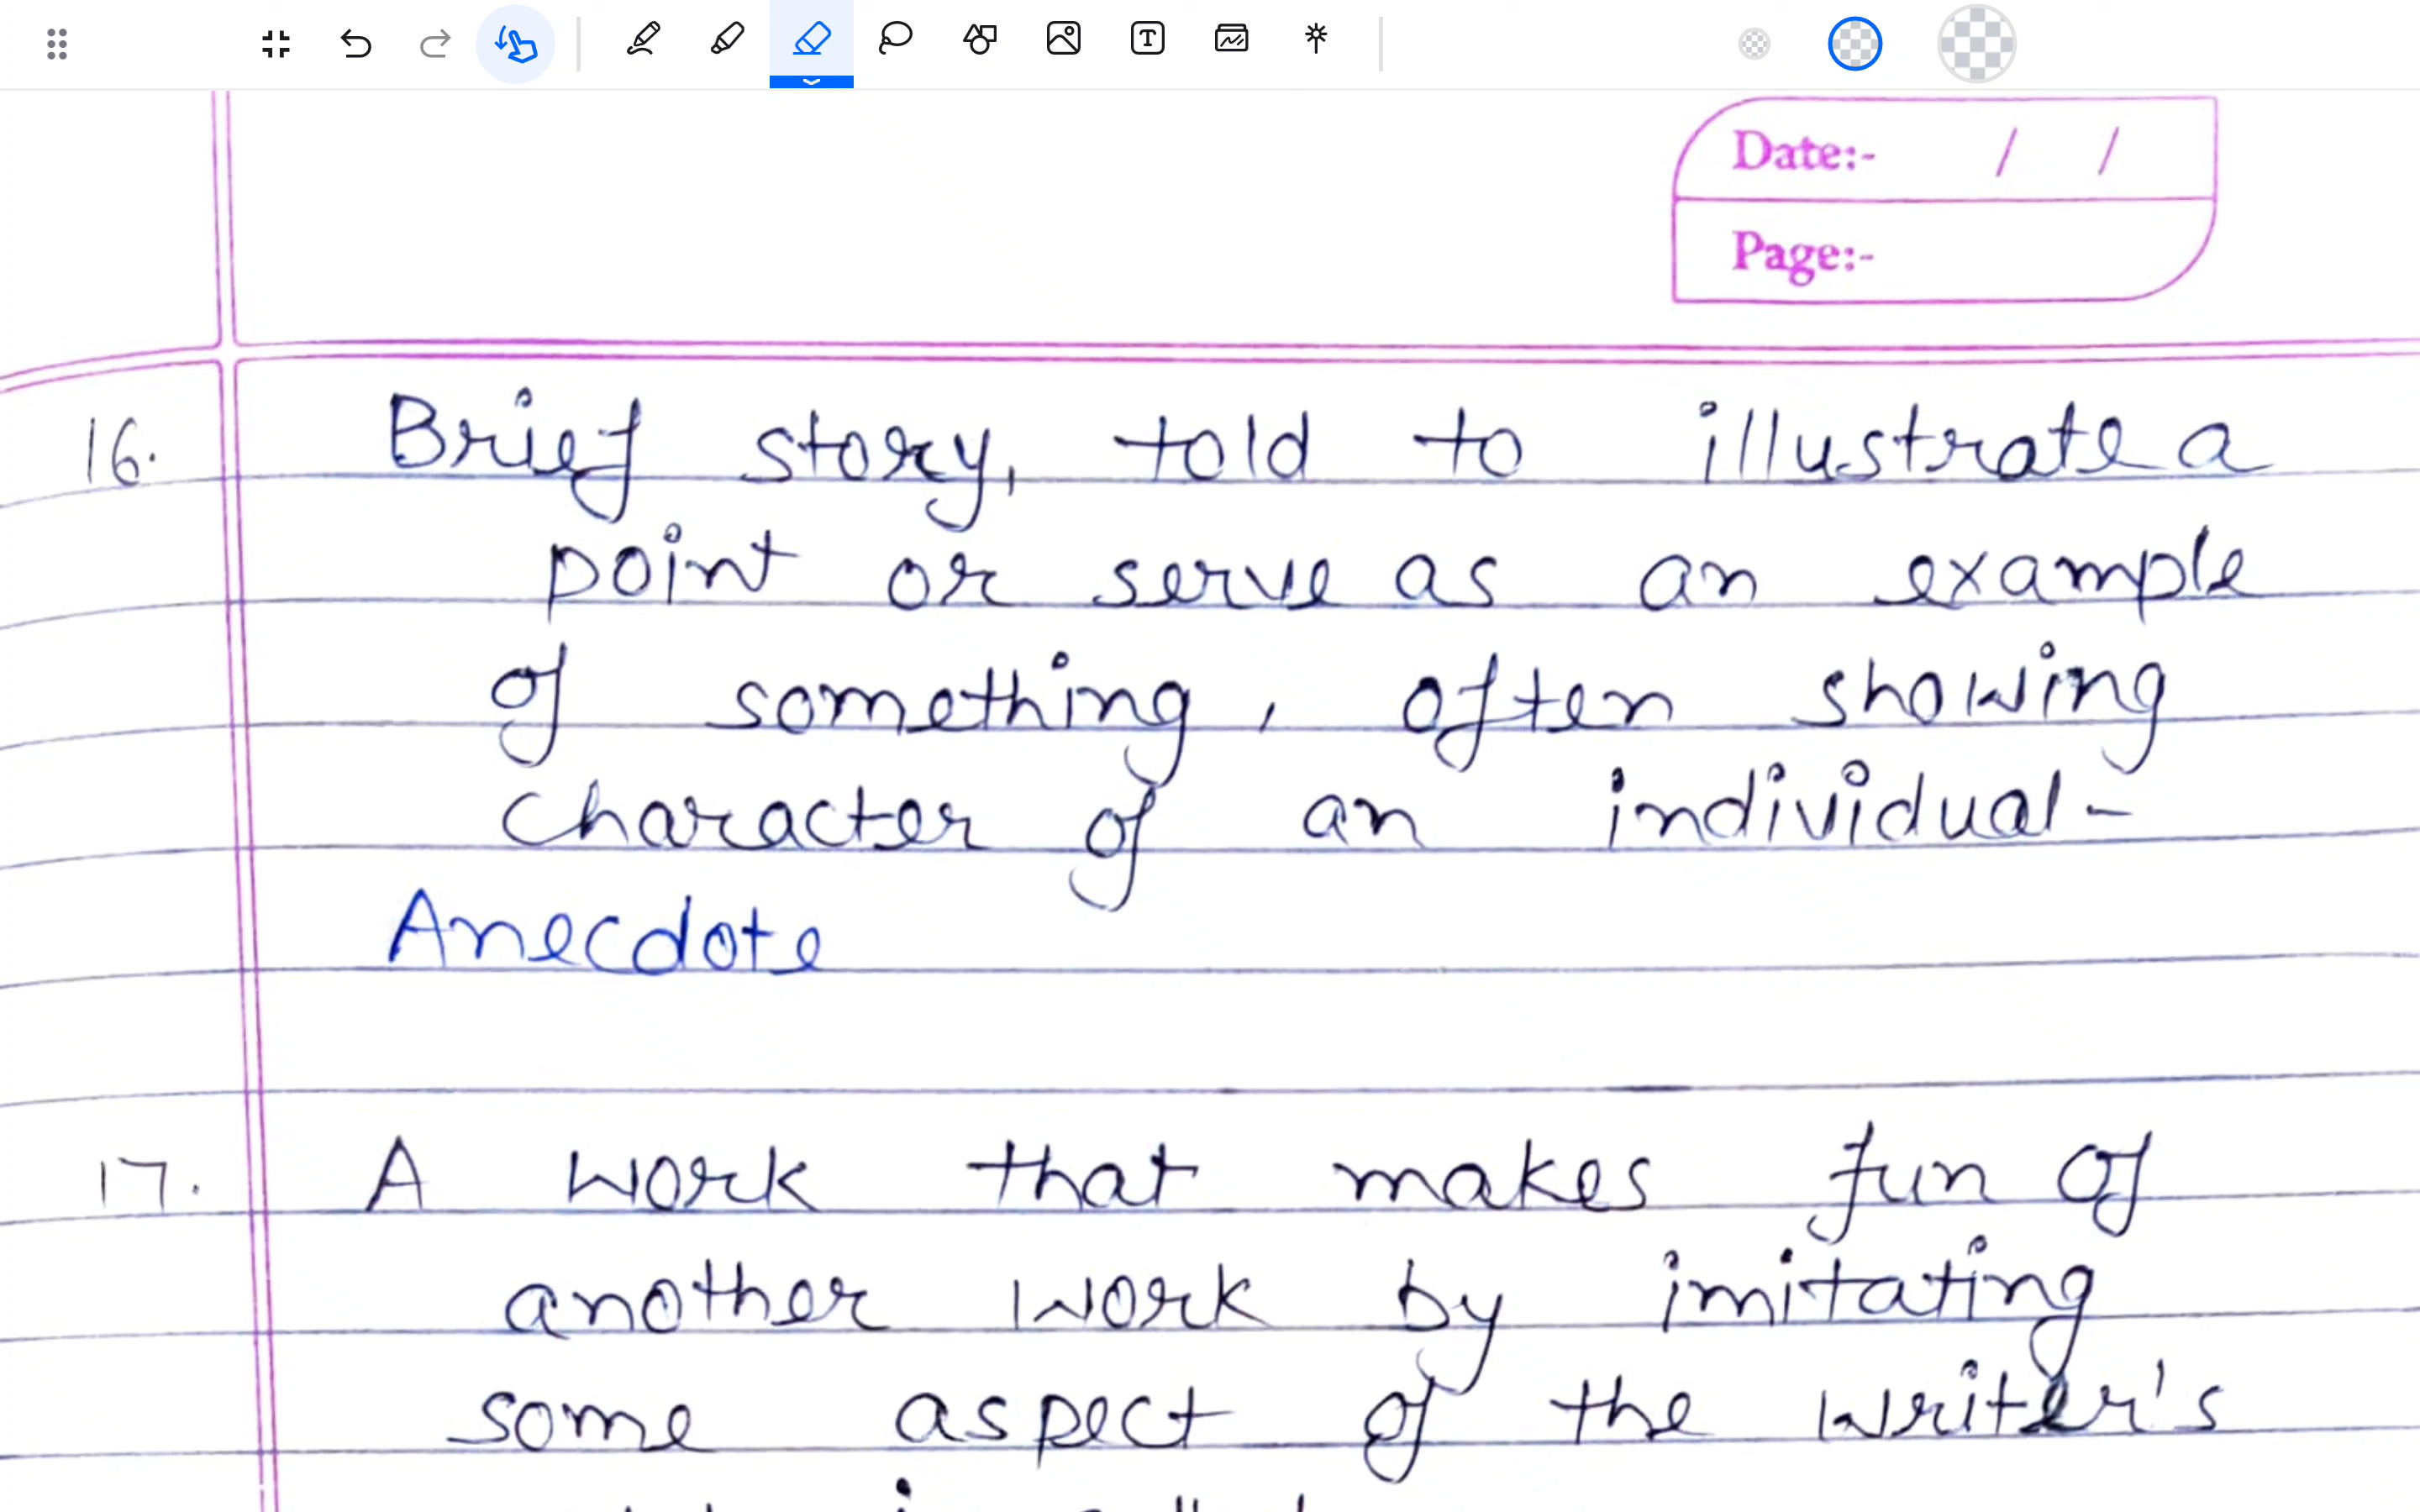 Date:- / /
Page:-
16. Brief story, told to illustrate a
point or serve as an example
of something, often showing
character of an individual-
Anecdote
17. A work that makes fun of
another work by imitating
some aspect of the writer's